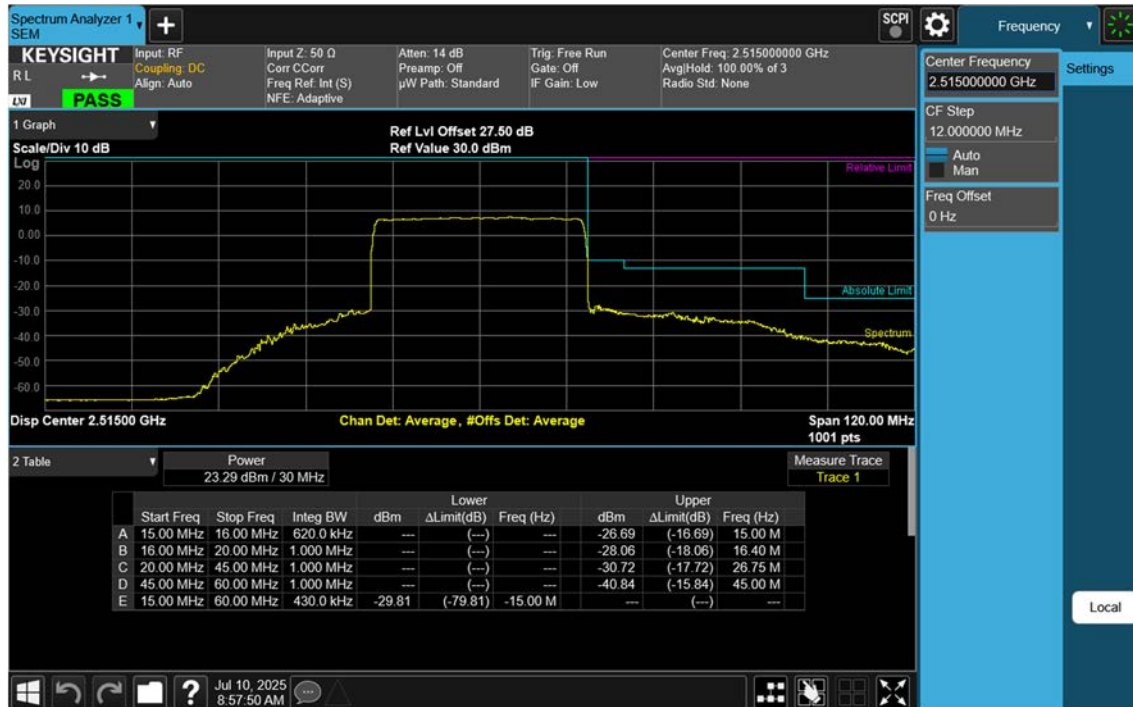 Spectrum Analyzer 1
SEM
SCPI
Frequency
KEYSIGHT
R L
LXI
PASS
Input: RF
Coupling: DC
Align: Auto
Input Z: 50 Ω
Corr CCorr
Freq Ref: Int (S)
NFE: Adaptive
Atten: 14 dB
Preamp: Off
µW Path: Standard
Trig: Free Run
Gate: Off
IF Gain: Low
Center Freq: 2.515000000 GHz
Avg|Hold: 100.00% of 3
Radio Std: None
Center Frequency
2.515000000 GHz
Settings
CF Step
12.000000 MHz
Auto
Man
Freq Offset
0 Hz
Local
1 Graph
Scale/Div 10 dB
Ref Lvl Offset 27.50 dB
Ref Value 30.0 dBm
Log
20.0
10.0
0.00
-10.0
-20.0
-30.0
-40.0
-50.0
-60.0
Relative Limit
Absolute Limit
Spectrum
Disp Center 2.51500 GHz
Chan Det: Average, #Offs Det: Average
Span 120.00 MHz
1001 pts
2 Table
Power
23.29 dBm / 30 MHz
Measure Trace
Trace 1
Lower Upper
Start Freq Stop Freq Integ BW dBm ΔLimit(dB) Freq (Hz) dBm ΔLimit(dB) Freq (Hz)
A 15.00 MHz 16.00 MHz 620.0 kHz --- (---) --- -26.69 (-16.69) 15.00 M
B 16.00 MHz 20.00 MHz 1.000 MHz --- (---) --- -28.06 (-18.06) 16.40 M
C 20.00 MHz 45.00 MHz 1.000 MHz --- (---) --- -30.72 (-17.72) 26.75 M
D 45.00 MHz 60.00 MHz 1.000 MHz --- (---) --- -40.84 (-15.84) 45.00 M
E 15.00 MHz 60.00 MHz 430.0 kHz -29.81 (-79.81) -15.00 M --- (---) ---
?
Jul 10, 2025
8:57:50 AM